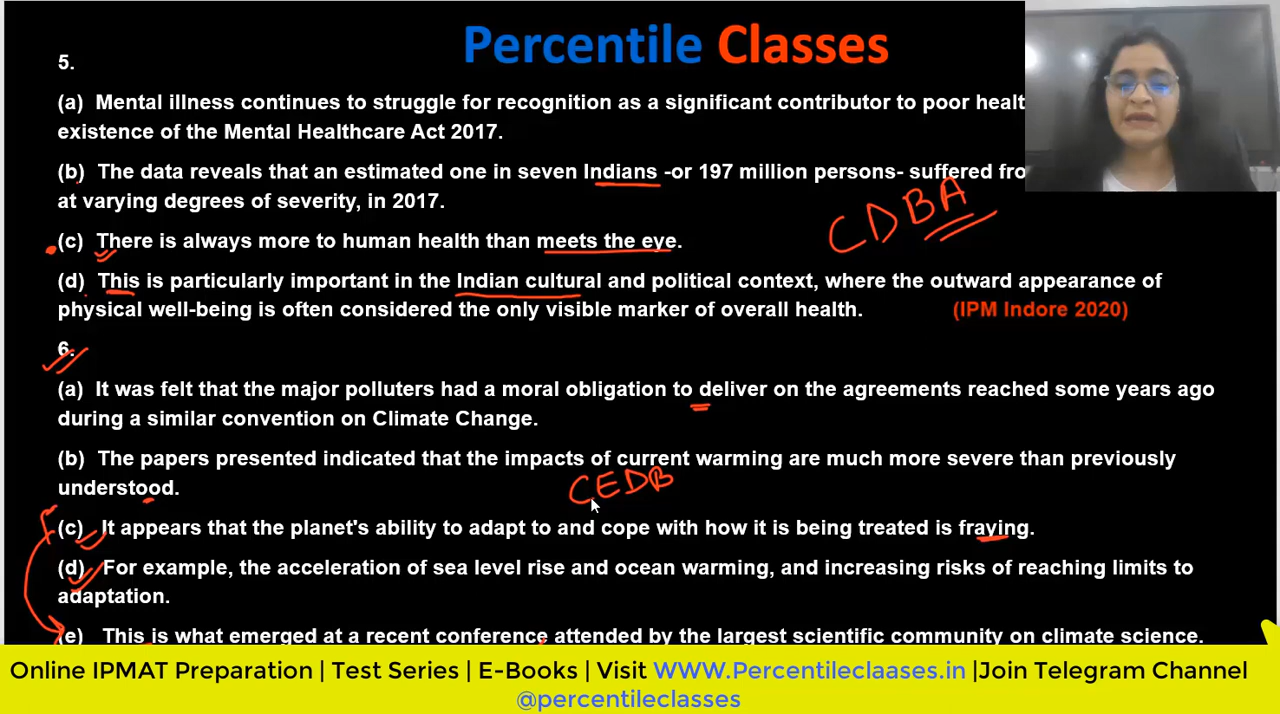 Percentile Classes
5.
(a) Mental illness continues to struggle for recognition as a significant contributor to poor healt
existence of the Mental Healthcare Act 2017.
(b) The data reveals that an estimated one in seven Indians -or 197 million persons- suffered fro
at varying degrees of severity, in 2017.
CDBA
(c) There is always more to human health than meets the eye.
(d) This is particularly important in the Indian cultural and political context, where the outward appearance of
physical well-being is often considered the only visible marker of overall health. (IPM Indore 2020)
6.
(a) It was felt that the major polluters had a moral obligation to deliver on the agreements reached some years ago
during a similar convention on Climate Change.
(b) The papers presented indicated that the impacts of current warming are much more severe than previously
understood.
CEDB
(c) It appears that the planet's ability to adapt to and cope with how it is being treated is fraying.
(d) For example, the acceleration of sea level rise and ocean warming, and increasing risks of reaching limits to
adaptation.
(e) This is what emerged at a recent conference attended by the largest scientific community on climate science.
Online IPMAT Preparation | Test Series | E-Books | Visit WWW.Percentileclaases.in |Join Telegram Channel
@percentileclasses